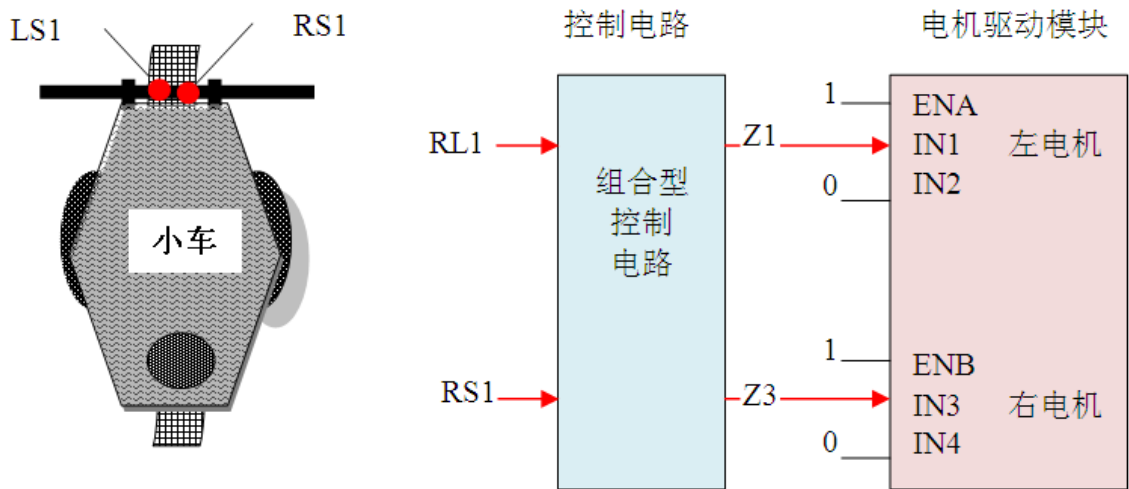 LS1
RS1
小车
控制电路
RL1
RS1
组合型
控制
电路
Z1
Z3
电机驱动模块
1
ENA
IN1 左电机
0
IN2
1
ENB
IN3 右电机
0
IN4